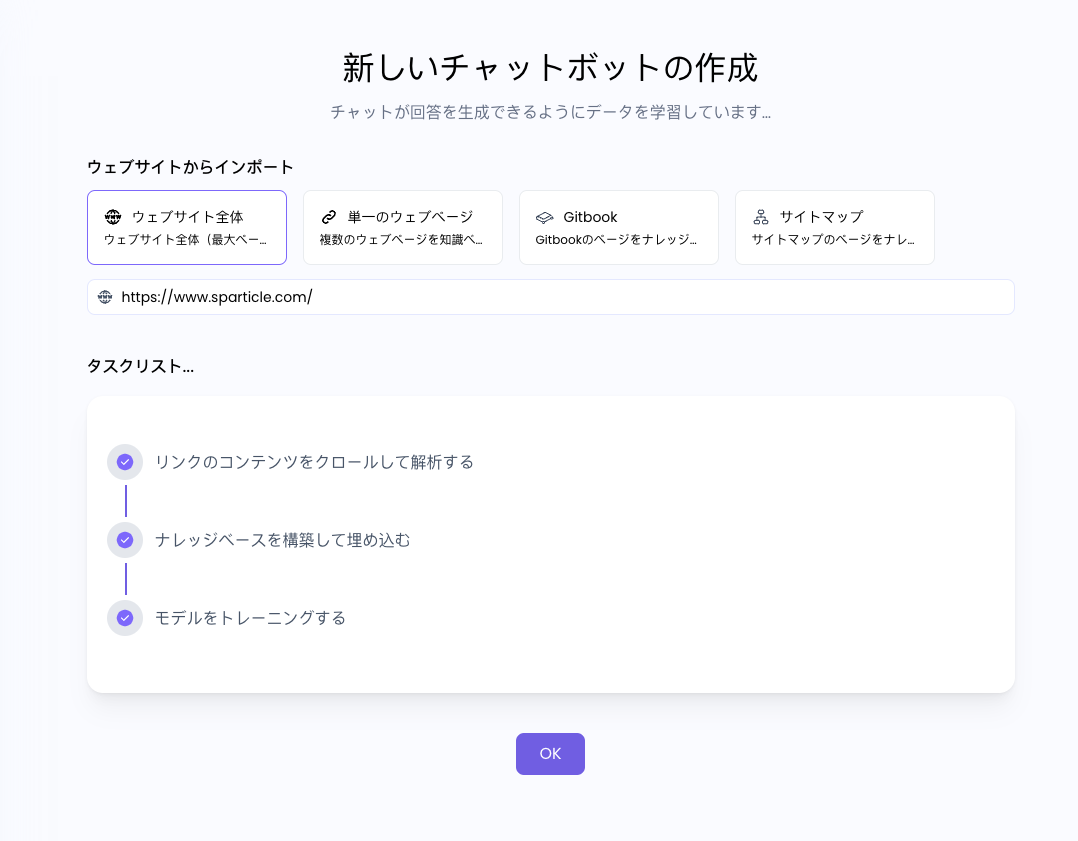 新しいチャットボットの作成
チャットが回答を生成できるようにデータを学習しています...
ウェブサイトからインポート
ウェブサイト全体
ウェブサイト全体（最大ペー...
単一のウェブページ
複数のウェブページを知識ベ...
Gitbook
Gitbookのページをナレッジ...
サイトマップ
サイトマップのページをナレ...
https://www.sparticle.com/
タスクリスト...
リンクのコンテンツをクロールして解析する
ナレッジベースを構築して埋め込む
モデルをトレーニングする
OK